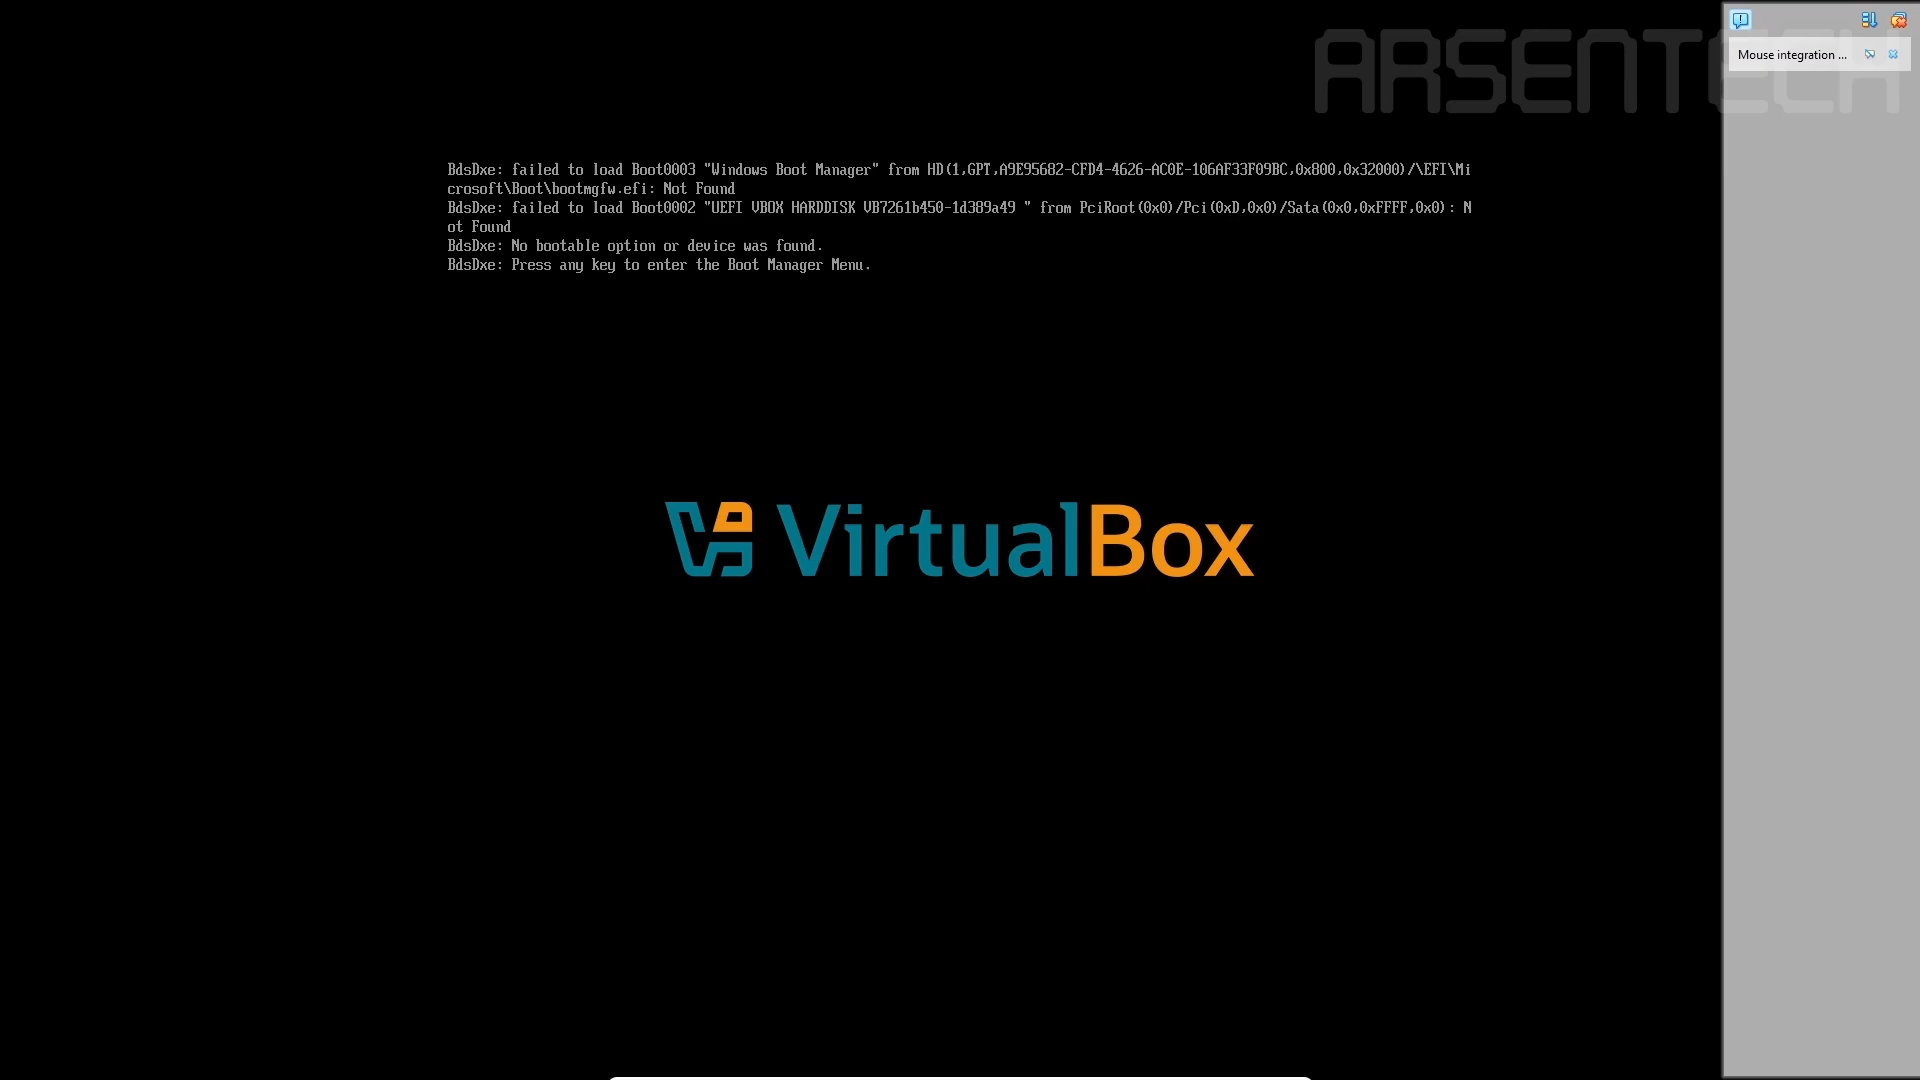 ARSENTECH
Mouse integration ...
BdsDxe: failed to load Boot0003 "Windows Boot Manager" from HD(1,GPT,A9E95682-CFD4-4626-AC0E-106AF33F09BC,0x800,0x32000)/\EFI\Mi
crosoft\Boot\bootmgfw.efi: Not Found
BdsDxe: failed to load Boot0002 "UEFI VBOX HARDDISK VB7261b450-1d389a49 " from PciRoot(0x0)/Pci(0xD,0x0)/Sata(0x0,0xFFFF,0x0): N
ot Found
BdsDxe: No bootable option or device was found.
BdsDxe: Press any key to enter the Boot Manager Menu.
VirtualBox